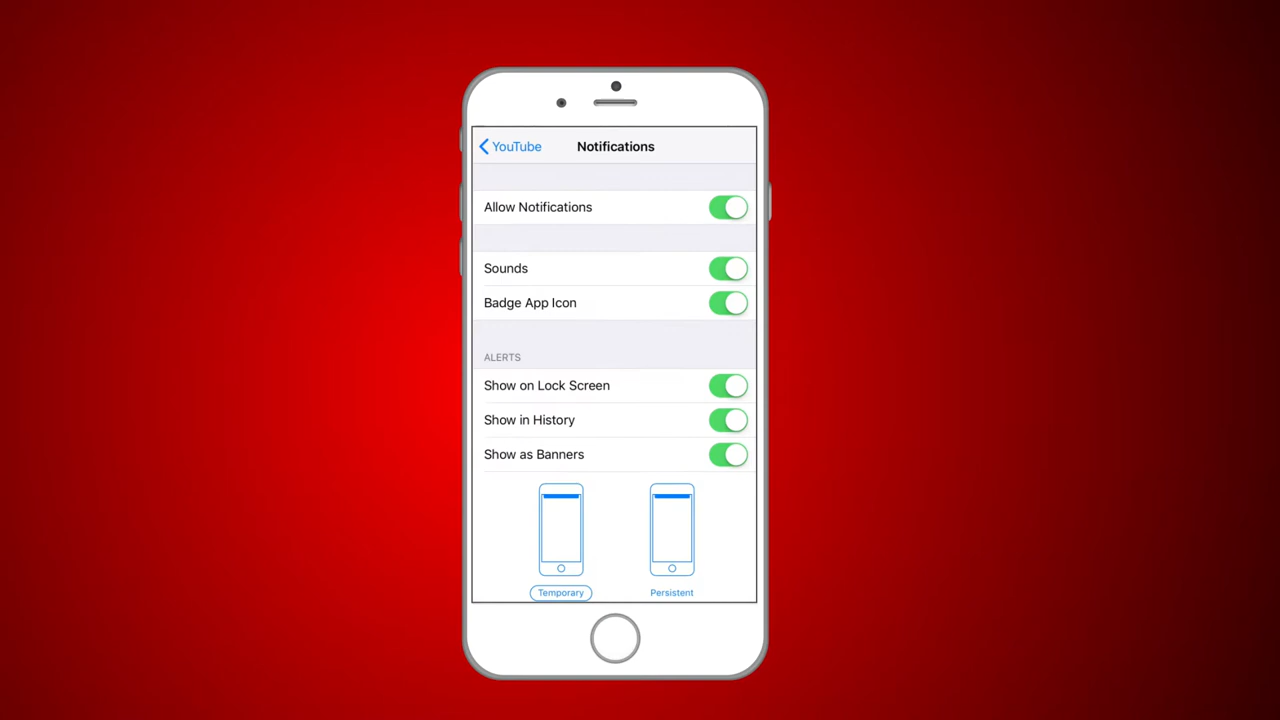 YouTube Notifications
Allow Notifications
Sounds
Badge App Icon
ALERTS
Show on Lock Screen
Show in History
Show as Banners
Temporary Persistent